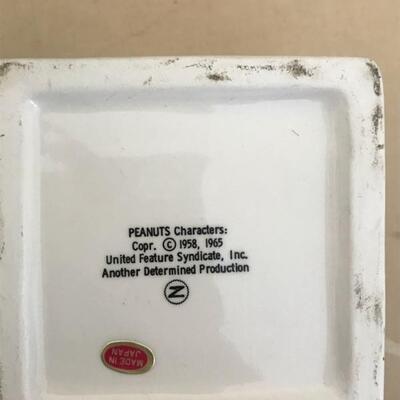 PEANUTS Characters:
Copr. © 1958, 1965
United Feature Syndicate, Inc.
Another Determined Production
N
MADE IN
JAPAN